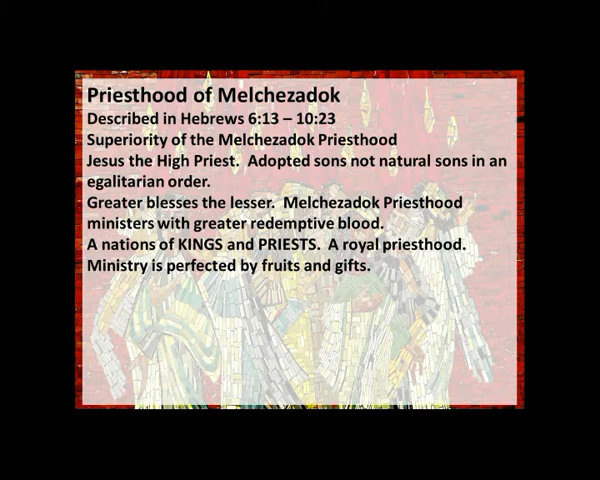 Priesthood of Melchezadok
Described in Hebrews 6:13 – 10:23
Superiority of the Melchezadok Priesthood
Jesus the High Priest.  Adopted sons not natural sons in an
egalitarian order.
Greater blesses the lesser.  Melchezadok Priesthood
ministers with greater redemptive blood.
A nations of KINGS and PRIESTS.  A royal priesthood.
Ministry is perfected by fruits and gifts.